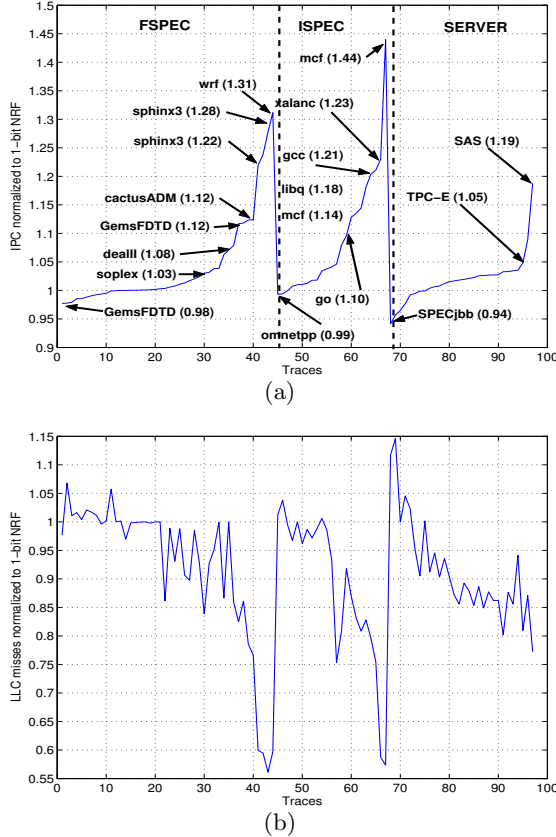 FSPEC ISPEC SERVER
1.5
1.45
1.4
1.35
1.3
1.25
1.2
1.15
1.1
1.05
1
0.95
0.9
IPC normalized to 1−bit NRF
mcf (1.44)
wrf (1.31)
sphinx3 (1.28)
xalanc (1.23)
sphinx3 (1.22)
gcc (1.21)
SAS (1.19)
libq (1.18)
cactusADM (1.12)
mcf (1.14)
TPC−E (1.05)
GemsFDTD (1.12)
dealII (1.08)
soplex (1.03)
go (1.10)
GemsFDTD (0.98)
SPECjbb (0.94)
omnetpp (0.99)
0 10 20 30 40 50 60 70 80 90 100
Traces
(a)
1.15
1.1
1.05
1
0.95
0.9
0.85
0.8
0.75
0.7
0.65
0.6
0.55
LLC misses normalized to 1−bit NRF
0 10 20 30 40 50 60 70 80 90 100
Traces
(b)